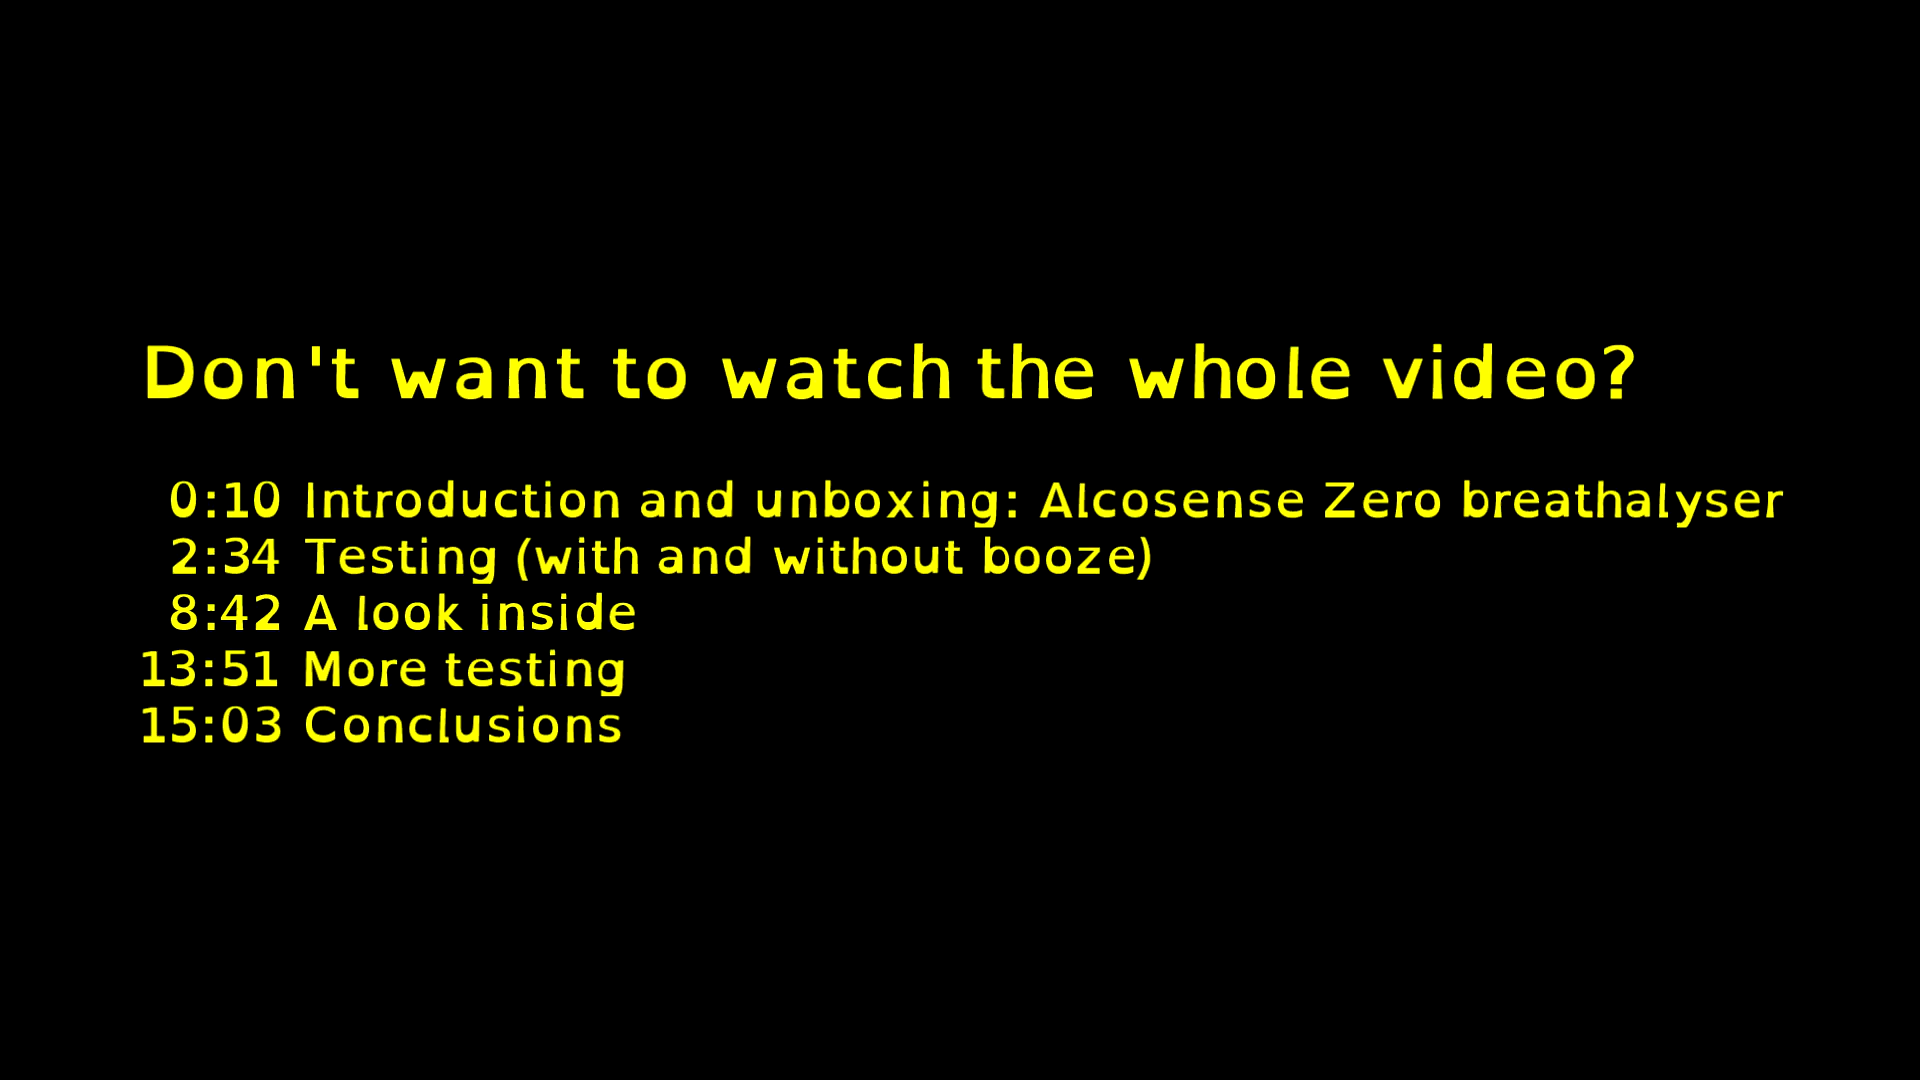 Don't want to watch the whole video?
0:10 Introduction and unboxing: Alcosense Zero breathalyser
2:34 Testing (with and without booze)
8:42 A look inside
13:51 More testing
15:03 Conclusions